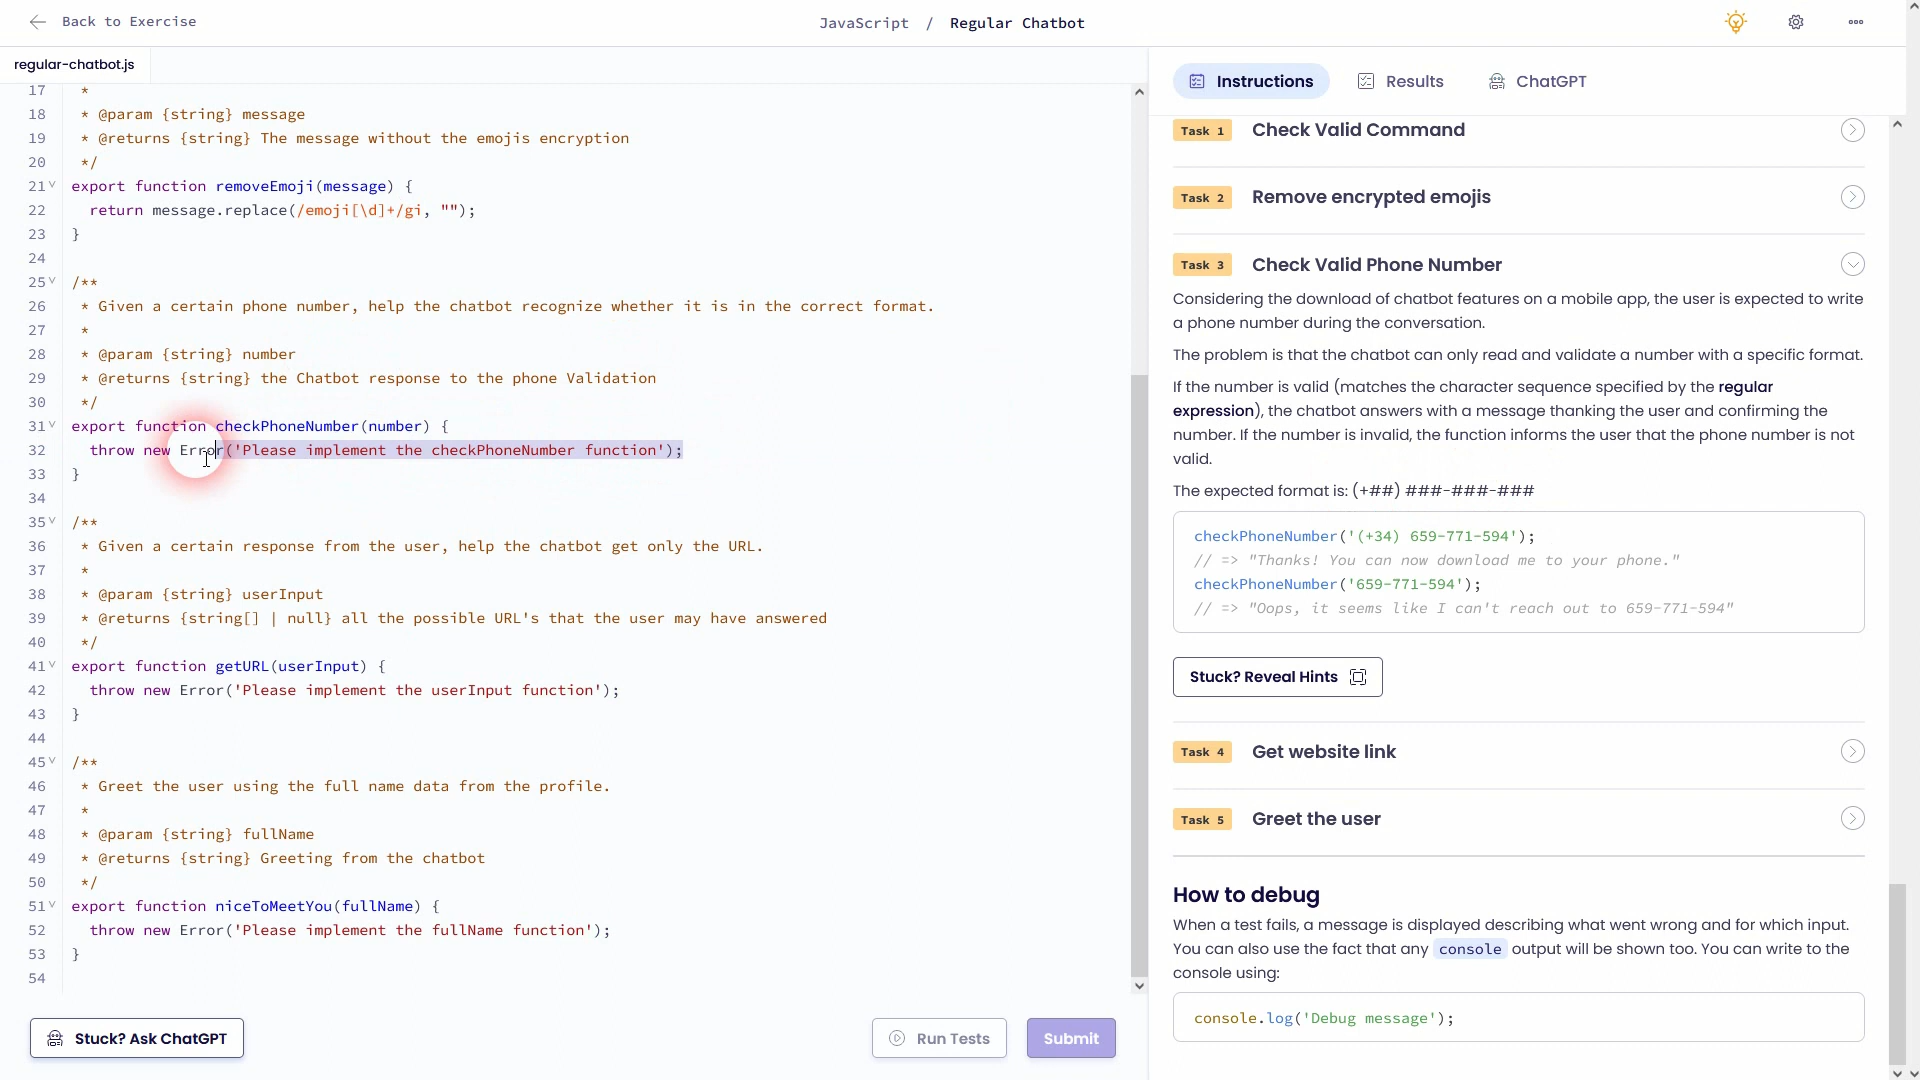 Back to Exercise
JavaScript / Regular Chatbot
regular-chatbot.js
17 *
18 * @param {string} message
19 * @returns {string} The message without the emojis encryption
20 */
21 export function removeEmoji(message) {
22 return message.replace(/emoji[\d]+/gi, "");
23 }
24
25 /**
26 * Given a certain phone number, help the chatbot recognize whether it is in the correct format.
27 *
28 * @param {string} number
29 * @returns {string} the Chatbot response to the phone Validation
30 */
31 export function checkPhoneNumber(number) {
32 throw new Error('Please implement the checkPhoneNumber function');
33 }
34
35 /**
36 * Given a certain response from the user, help the chatbot get only the URL.
37 *
38 * @param {string} userInput
39 * @returns {string[] | null} all the possible URL's that the user may have answered
40 */
41 export function getURL(userInput) {
42 throw new Error('Please implement the userInput function');
43 }
44
45 /**
46 * Greet the user using the full name data from the profile.
47 *
48 * @param {string} fullName
49 * @returns {string} Greeting from the chatbot
50 */
51 export function niceToMeetYou(fullName) {
52 throw new Error('Please implement the fullName function');
53 }
54
Stuck? Ask ChatGPT
Run Tests
Submit
Instructions
Results
ChatGPT
Task 1 Check Valid Command
Task 2 Remove encrypted emojis
Task 3 Check Valid Phone Number
Considering the download of chatbot features on a mobile app, the user is expected to write
a phone number during the conversation.
The problem is that the chatbot can only read and validate a number with a specific format.
If the number is valid (matches the character sequence specified by the regular
expression), the chatbot answers with a message thanking the user and confirming the
number. If the number is invalid, the function informs the user that the phone number is not
valid.
The expected format is: (+##) ###-###-###
checkPhoneNumber('(+34) 659-771-594');
// => "Thanks! You can now download me to your phone."
checkPhoneNumber('659-771-594');
// => "Oops, it seems like I can't reach out to 659-771-594"
Stuck? Reveal Hints
Task 4 Get website link
Task 5 Greet the user
How to debug
When a test fails, a message is displayed describing what went wrong and for which input.
You can also use the fact that any console output will be shown too. You can write to the
console using:
console.log('Debug message');